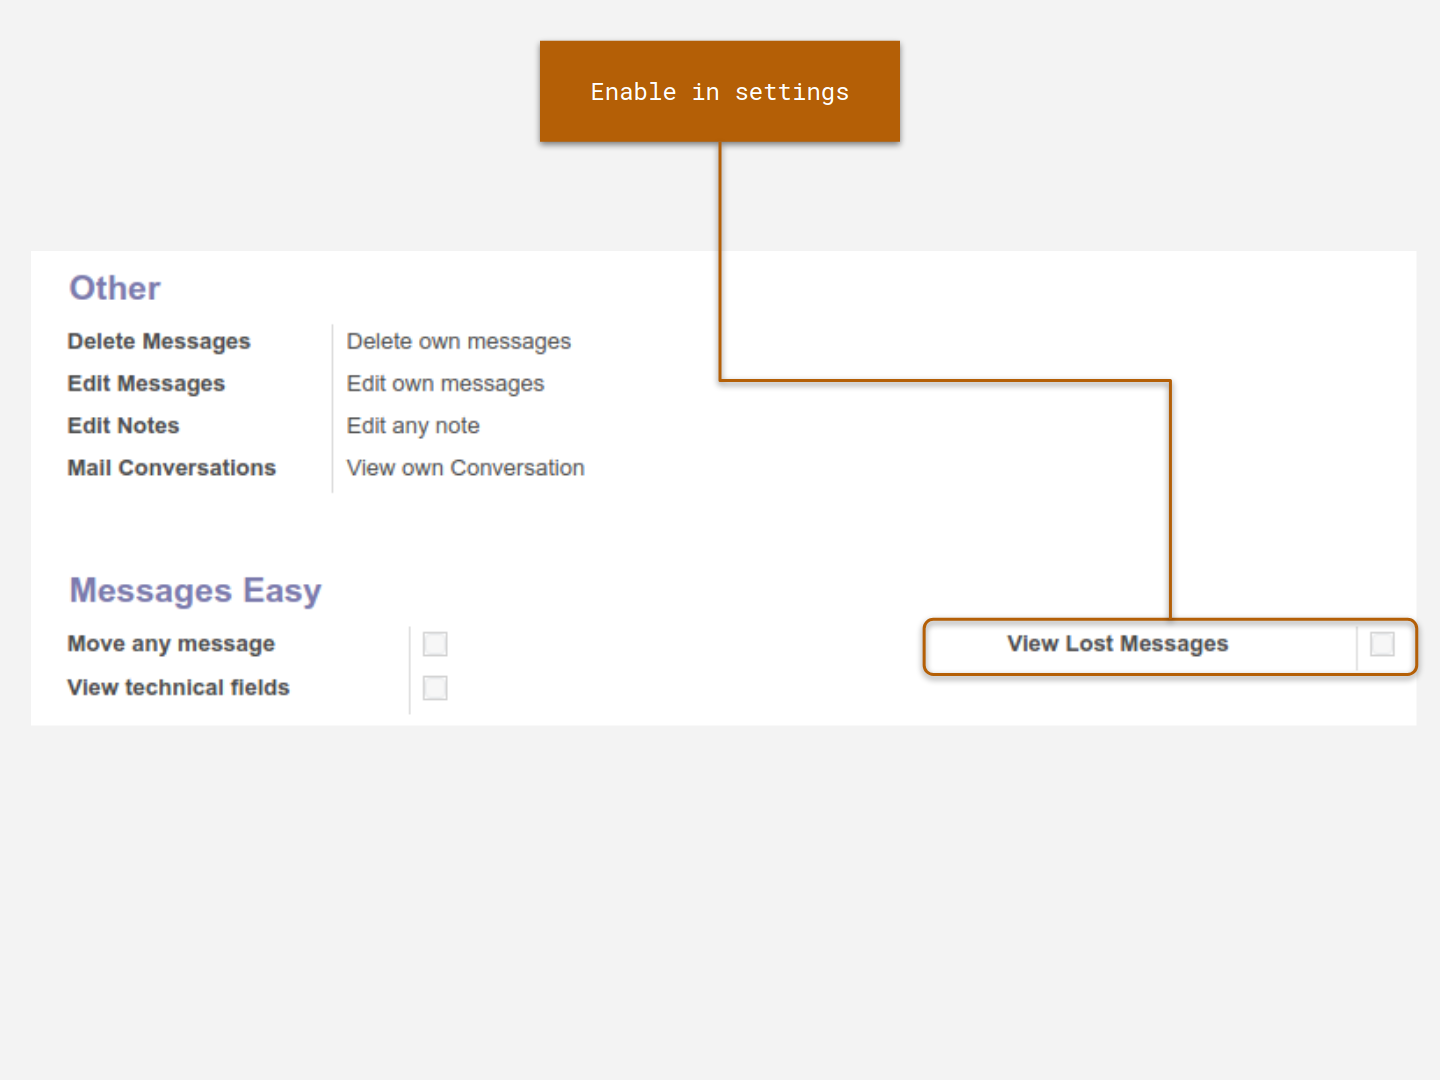 Enable in settings
Other
Delete Messages Delete own messages
Edit Messages Edit own messages
Edit Notes Edit any note
Mail Conversations View own Conversation
Messages Easy
Move any message View Lost Messages
View technical fields